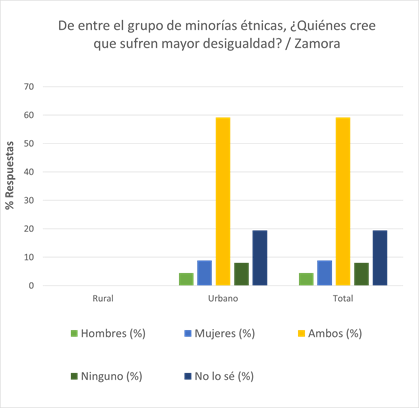 De entre el grupo de minorías étnicas, ¿Quiénes cree
que sufren mayor desigualdad? / Zamora
% Respuestas
70
60
50
40
30
20
10
0
Rural Urbano Total
Hombres (%) Mujeres (%) Ambos (%)
Ninguno (%) No lo sé (%)